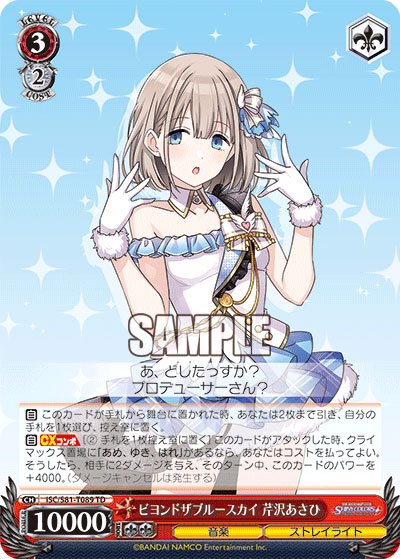 LEVEL
3
2
COST
SAMPLE
あ、どしたっすか?
プロデューサーさん?
自 このカードが手札から舞台に置かれた時、あなたは2枚まで引き、自分の
手札を1枚選び、控え室に置く。
自 CXコンボ [② 手札を1枚控え室に置く] このカードがアタックした時、クライ
マックス置場に「あめ、ゆき、はれ」があるなら、あなたはコストを払ってよい。そ
うしたら、相手に2ダメージを与え、そのターン中、このカードのパワーを
+4000。(ダメージキャンセルは発生する)
CH ISC/S81-T089 TD
10000
ビヨンドザブルースカイ 芹沢あさひ
音楽
ストレイライト
©BANDAI NAMCO Entertainment Inc.